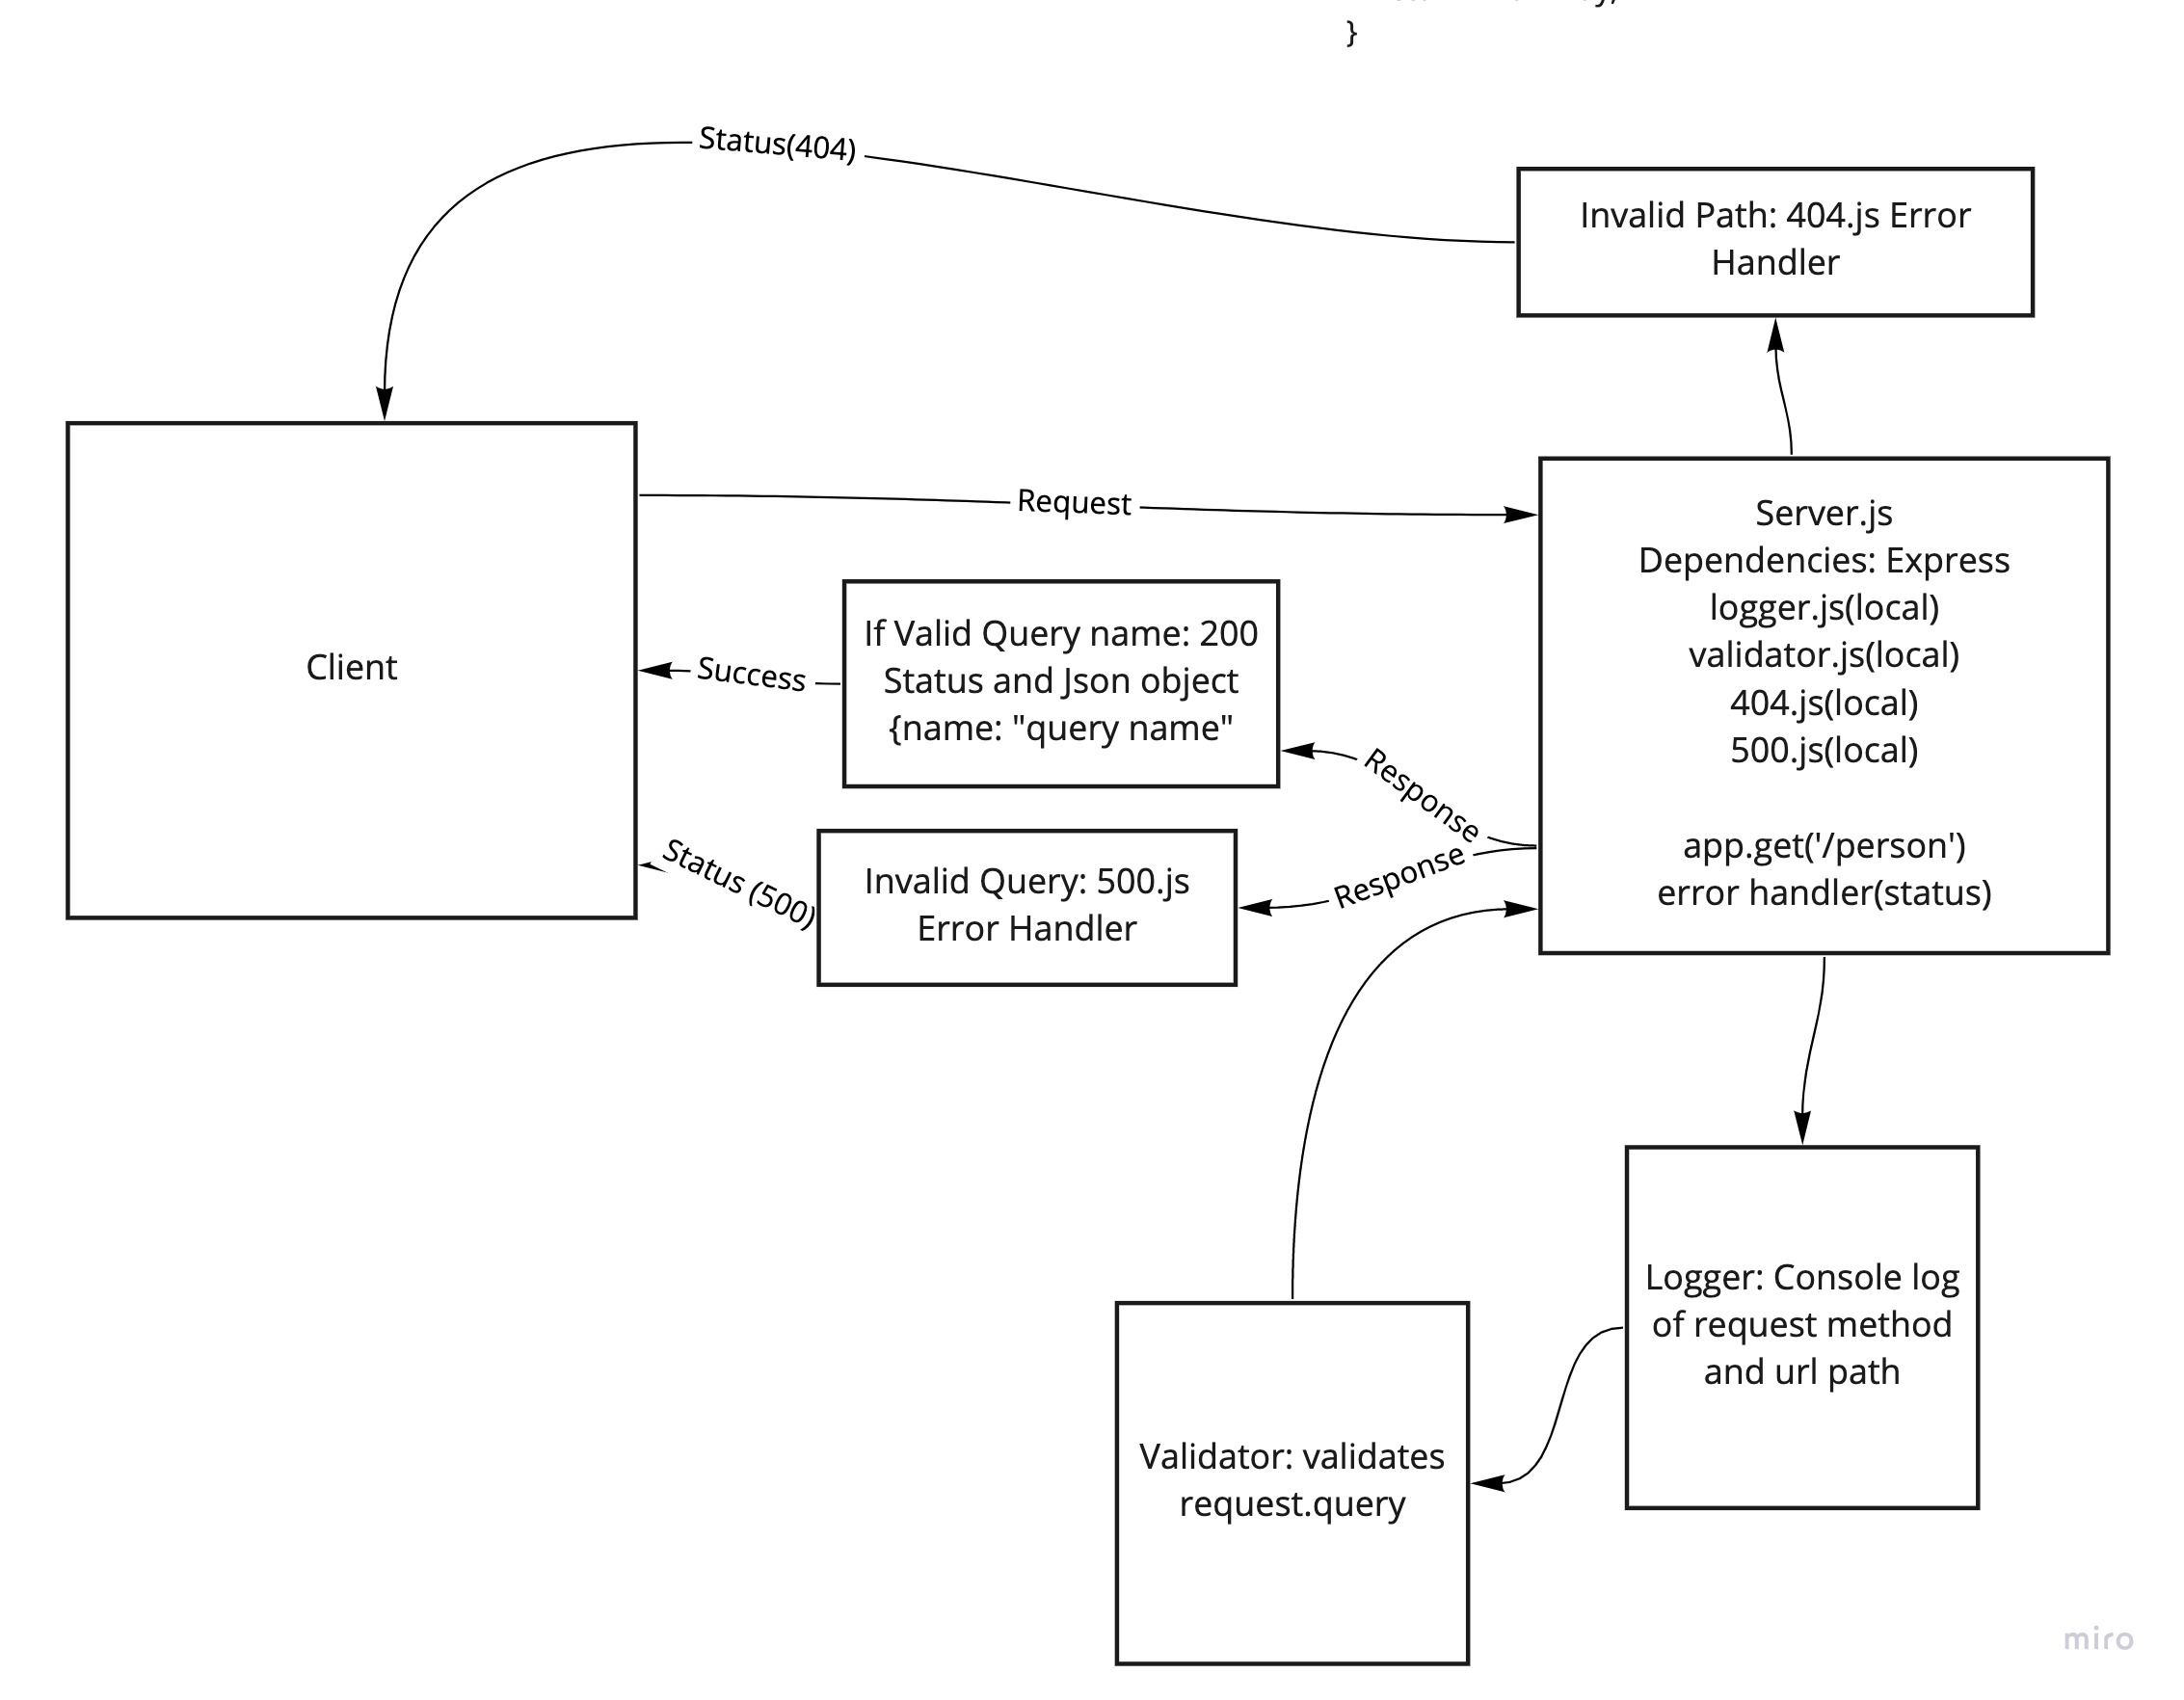 }
Status(404)
Invalid Path: 404.js Error
Handler
Request
Client
If Valid Query name: 200
Status and Json object
{name: "query name"
Success
Response
Server.js
Dependencies: Express
logger.js(local)
validator.js(local)
404.js(local)
500.js(local)
app.get('/person')
error handler(status)
Status (500)
Invalid Query: 500.js
Error Handler
Response
Logger: Console log
of request method
and url path
Validator: validates
request.query
miro